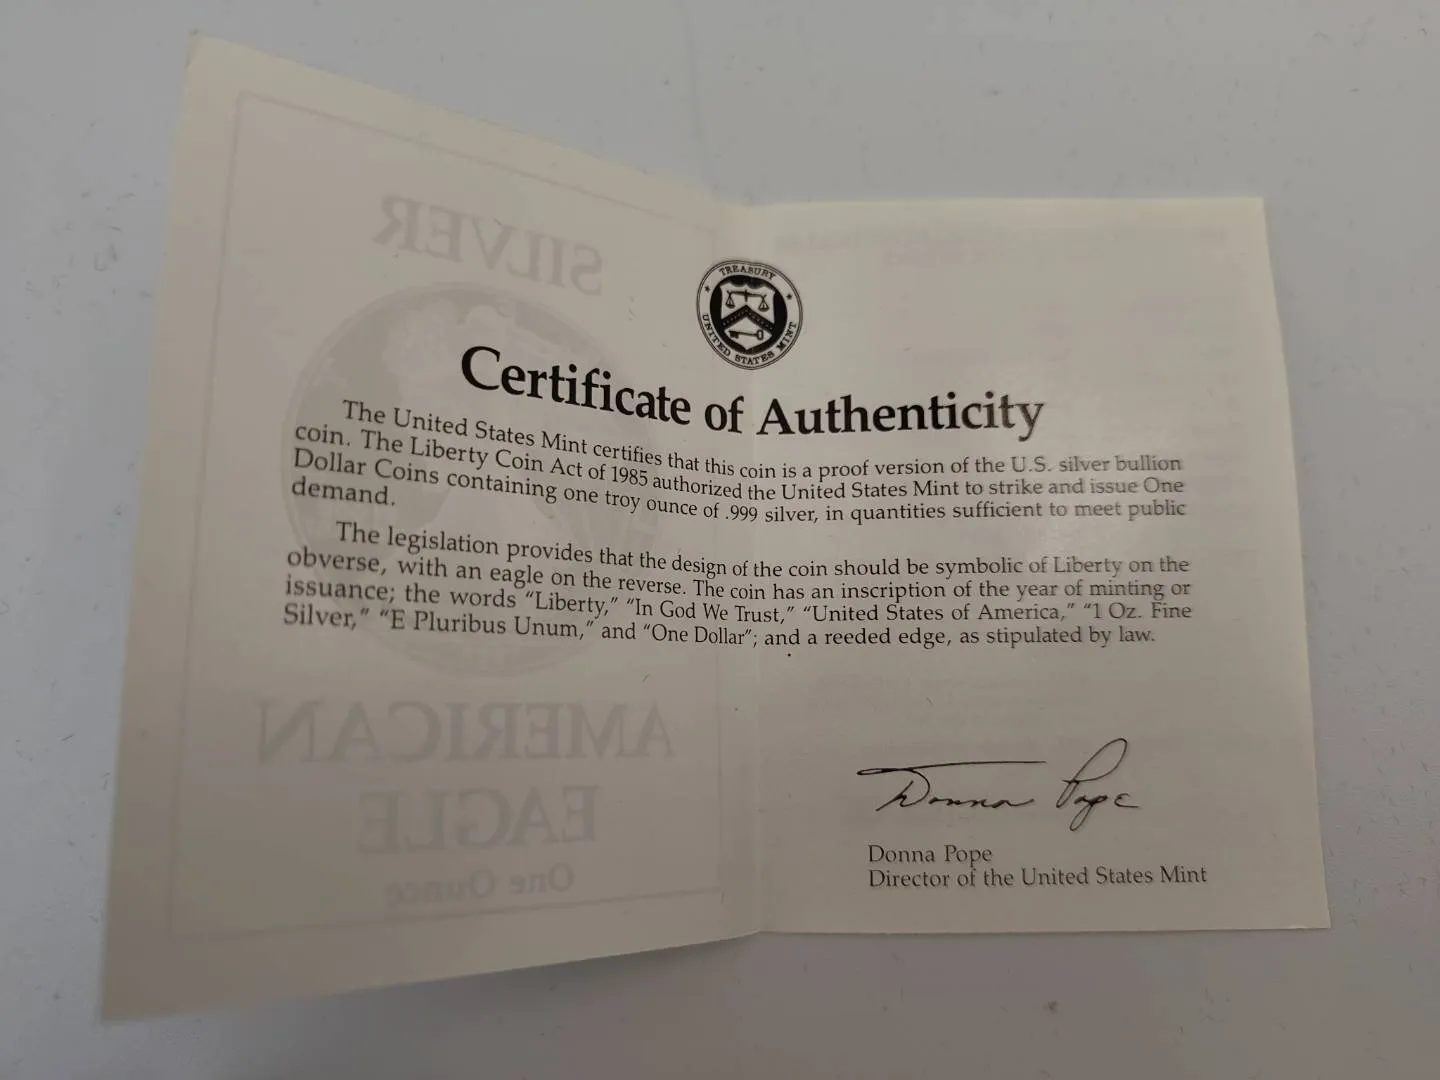 TREASURY
UNITED STATES MINT
Certificate of Authenticity
The United States Mint certifies that this coin is a proof version of the U.S. silver bullion
coin. The Liberty Coin Act of 1985 authorized the United States Mint to strike and issue One
Dollar Coins containing one troy ounce of .999 silver, in quantities sufficient to meet public
demand.
The legislation provides that the design of the coin should be symbolic of Liberty on the
obverse, with an eagle on the reverse. The coin has an inscription of the year of minting or
issuance; the words “Liberty,” “In God We Trust,” “United States of America,” “1 Oz. Fine
Silver,” “E Pluribus Unum,” and “One Dollar”; and a reeded edge, as stipulated by law.
Donna Pope
Donna Pope
Director of the United States Mint
SILVER
AMERICAN
EAGLE
One Ounce